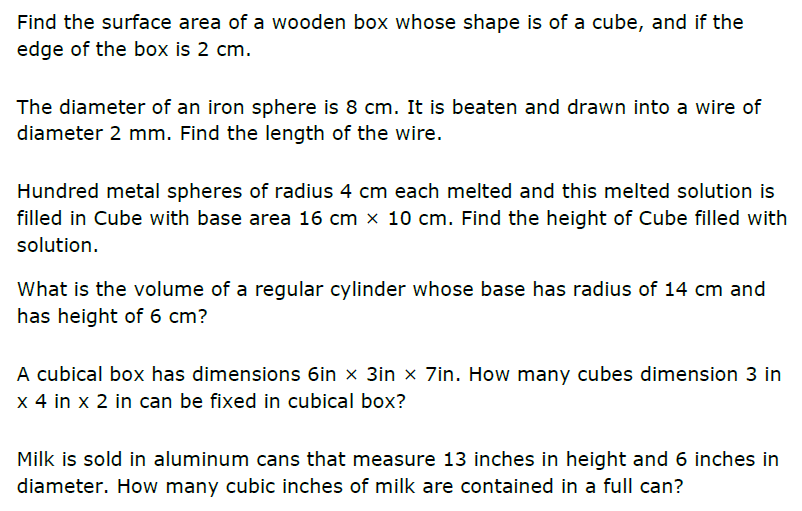 Find the surface area of a wooden box whose shape is of a cube, and if the
edge of the box is 2 cm.
The diameter of an iron sphere is 8 cm. It is beaten and drawn into a wire of
diameter 2 mm. Find the length of the wire.
Hundred metal spheres of radius 4 cm each melted and this melted solution is
filled in Cube with base area 16 cm × 10 cm. Find the height of Cube filled with
solution.
What is the volume of a regular cylinder whose base has radius of 14 cm and
has height of 6 cm?
A cubical box has dimensions 6in × 3in × 7in. How many cubes dimension 3 in
x 4 in x 2 in can be fixed in cubical box?
Milk is sold in aluminum cans that measure 13 inches in height and 6 inches in
diameter. How many cubic inches of milk are contained in a full can?